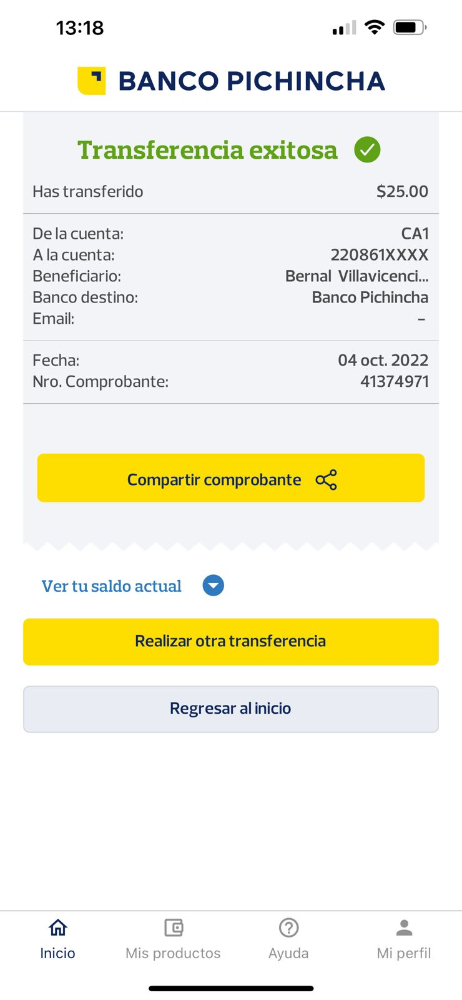 13:18
BANCO PICHINCHA
Transferencia exitosa
Has transferido $25.00
De la cuenta: CA1
A la cuenta: 220861XXXX
Beneficiario: Bernal Villavicenci...
Banco destino: Banco Pichincha
Email: –
Fecha: 04 oct. 2022
Nro. Comprobante: 41374971
Compartir comprobante
Ver tu saldo actual
Realizar otra transferencia
Regresar al inicio
Inicio Mis productos Ayuda Mi perfil